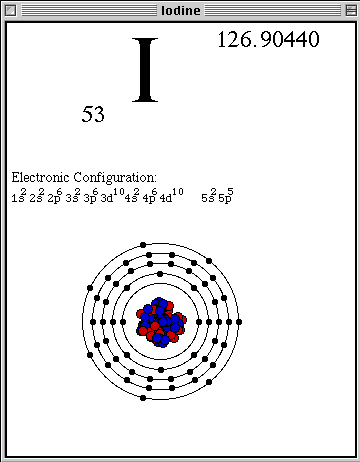 Iodine
I
126.90440
53
Electronic Configuration:
1s² 2s² 2p⁶ 3s² 3p⁶ 3d¹⁰ 4s² 4p⁶ 4d¹⁰ 5s² 5p⁵